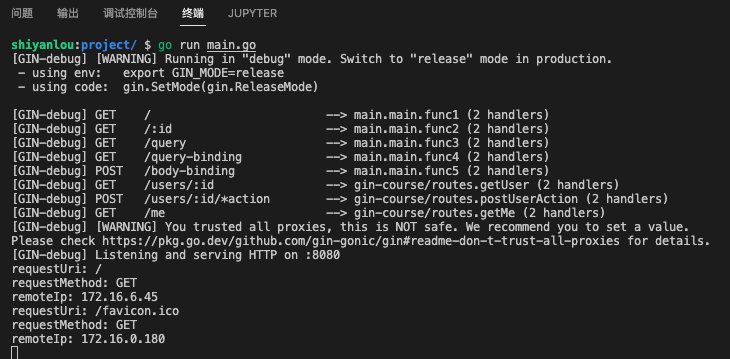 问题 输出 调试控制台 终端 JUPYTER
shiyanlou:project/ $ go run main.go
[GIN-debug] [WARNING] Running in "debug" mode. Switch to "release" mode in production.
 - using env:   export GIN_MODE=release
 - using code:  gin.SetMode(gin.ReleaseMode)

[GIN-debug] GET    /                         --> main.main.func1 (2 handlers)
[GIN-debug] GET    /:id                      --> main.main.func2 (2 handlers)
[GIN-debug] GET    /query                    --> main.main.func3 (2 handlers)
[GIN-debug] GET    /query-binding            --> main.main.func4 (2 handlers)
[GIN-debug] POST   /body-binding             --> main.main.func5 (2 handlers)
[GIN-debug] GET    /users/:id                --> gin-course/routes.getUser (2 handlers)
[GIN-debug] POST   /users/:id/*action        --> gin-course/routes.postUserAction (2 handlers)
[GIN-debug] GET    /me                       --> gin-course/routes.getMe (2 handlers)
[GIN-debug] [WARNING] You trusted all proxies, this is NOT safe. We recommend you to set a value.
Please check https://pkg.go.dev/github.com/gin-gonic/gin#readme-don-t-trust-all-proxies for details.
[GIN-debug] Listening and serving HTTP on :8080
requestUri: /
requestMethod: GET
remoteIp: 172.16.6.45
requestUri: /favicon.ico
requestMethod: GET
remoteIp: 172.16.0.180